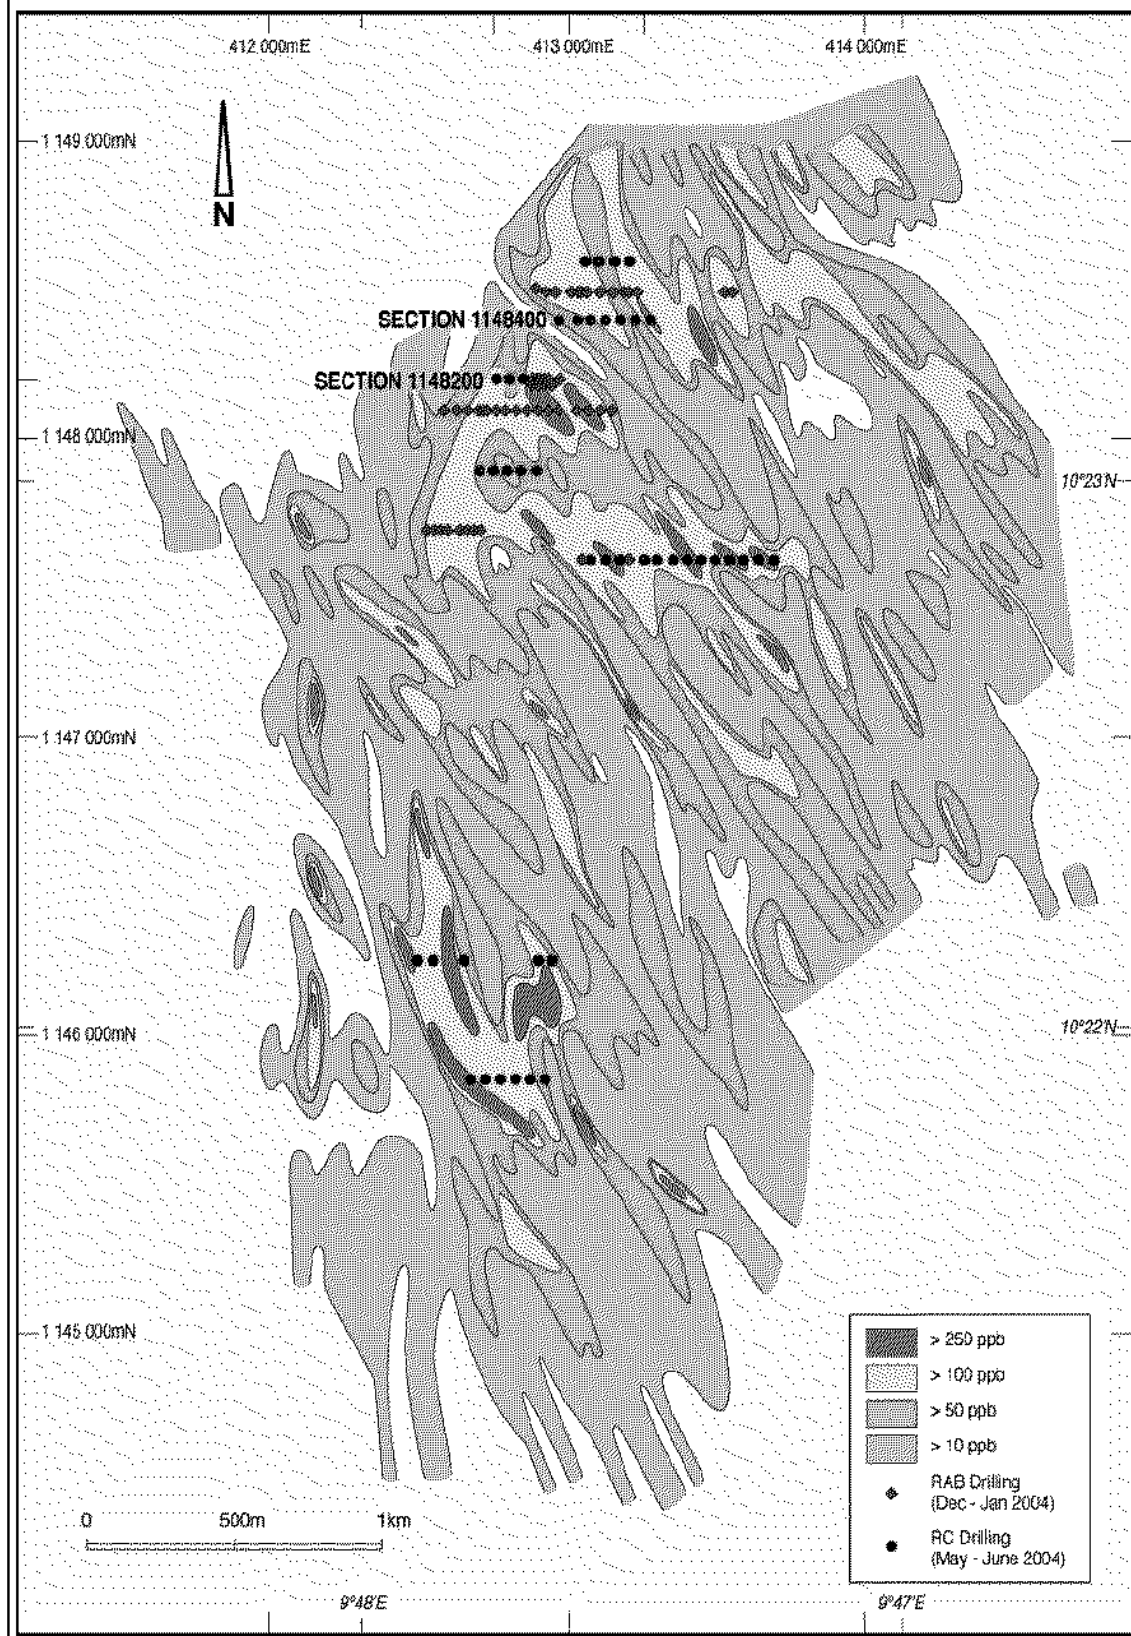 412 000mE
413 000mE
414 000mE
1 149 000mN
N
SECTION 1148400
SECTION 1148200
1 148 000mN
10°23'N
1 147 000mN
1 146 000mN
10°22'N
1 145 000mN
> 250 ppb
> 100 ppb
> 50 ppb
> 10 ppb
RAB Drilling
(Dec - Jan 2004)
RC Drilling
(May - June 2004)
0 500m 1km
9°48'E
9°47'E